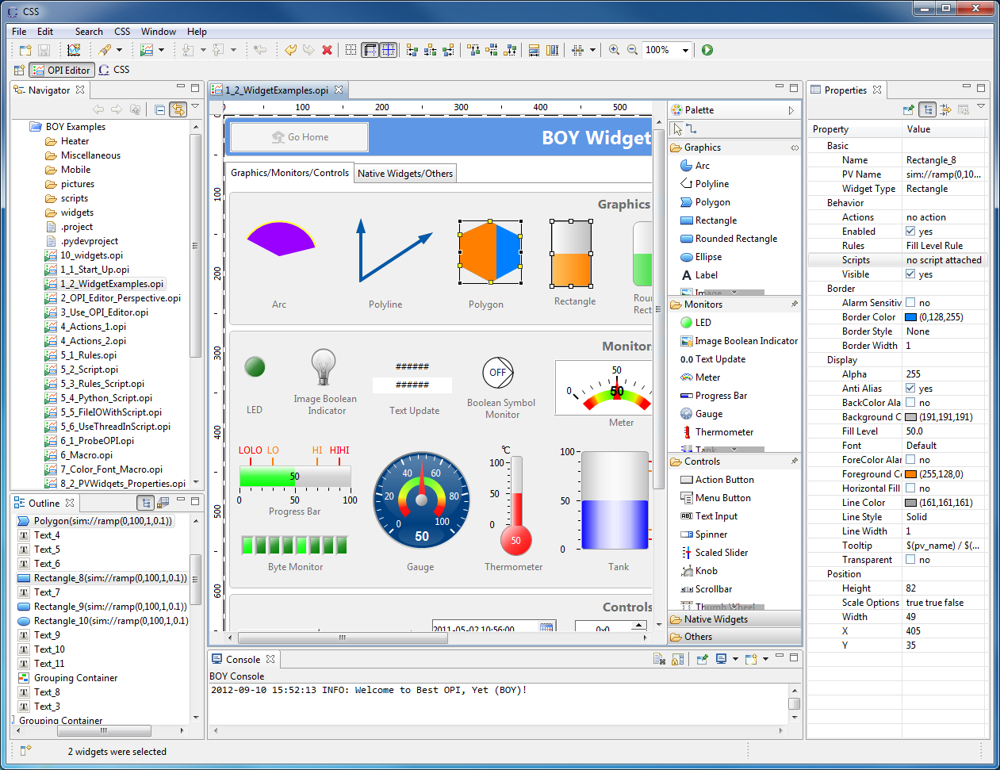 CSS
File Edit Search CSS Window Help
100%
OPI Editor CSS
Navigator
BOY Examples
Heater
Miscellaneous
Mobile
pictures
scripts
widgets
.project
.pydevproject
10_widgets.opi
1_1_Start_Up.opi
1_2_WidgetExamples.opi
2_OPI_Editor_Perspective.opi
3_Use_OPI_Editor.opi
4_Actions_1.opi
4_Actions_2.opi
5_1_Rules.opi
5_2_Script.opi
5_3_Rules_Script.opi
5_4_Python_Script.opi
5_5_FileIOWithScript.opi
5_6_UseThreadInScript.opi
6_1_ProbeOPI.opi
6_Macro.opi
7_Color_Font_Macro.opi
8_2_PVWidgets_Properties.opi
Outline
Polygon(sim://ramp(0,100,1,0.1))
Text_4
Text_5
Text_6
Rectangle_8(sim://ramp(0,100,1,0.1))
Text_7
Rectangle_9(sim://ramp(0,100,1,0.1))
Rectangle_10(sim://ramp(0,100,1,0.1)
Text_9
Text_10
Text_11
Grouping Container
Text_8
Text_3
Grouping Container
1_2_WidgetExamples.opi
0 100 200 300 400 500
100
200
300
400
500
600
Go Home
BOY Widget
Graphics/Monitors/Controls Native Widgets/Others
Graphics
Arc
Polyline
Polygon
Rectangle
Roun
Rect
Monitor
LED
Image Boolean
Indicator
######
######
Text Update
OFF
Boolean Symbol
Monitor
0 50
50
Meter
LOLO LO HI HIHI
50
0 50 100
Progress Bar
Byte Monitor
0 20 40 60 80 100
50
Gauge
℃
100
50
0
50
Thermometer
100
50
0
Tank
Controls
2011-05-02 10:56:00
0x0
Palette
Graphics
Arc
Polyline
Polygon
Rectangle
Rounded Rectangle
Ellipse
Label
Image
Monitors
LED
Image Boolean Indicator
0.0 Text Update
Meter
Progress Bar
Gauge
Thermometer
Tank
Controls
Action Button
Menu Button
Text Input
Spinner
Scaled Slider
Knob
Scrollbar
Thumb Wheel
Native Widgets
Others
Properties
Property Value
Basic
Name Rectangle_8
PV Name sim://ramp(0,10...
Widget Type Rectangle
Behavior
Actions no action
Enabled yes
Rules Fill Level Rule
Scripts no script attached
Visible yes
Border
Alarm Sensitiv no
Border Color (0,128,255)
Border Style None
Border Width 1
Display
Alpha 255
Anti Alias yes
BackColor Ala no
Background C (191,191,191)
Fill Level 50.0
Font Default
ForeColor Alar no
Foreground Co (255,128,0)
Horizontal Fill no
Line Color (161,161,161)
Line Style Solid
Line Width 1
Tooltip $(pv_name) / $(...
Transparent no
Position
Height 82
Scale Options true true false
Width 49
X 405
Y 35
Console
BOY Console
2012-09-10 15:52:13 INFO: Welcome to Best OPI, Yet (BOY)!
2 widgets were selected